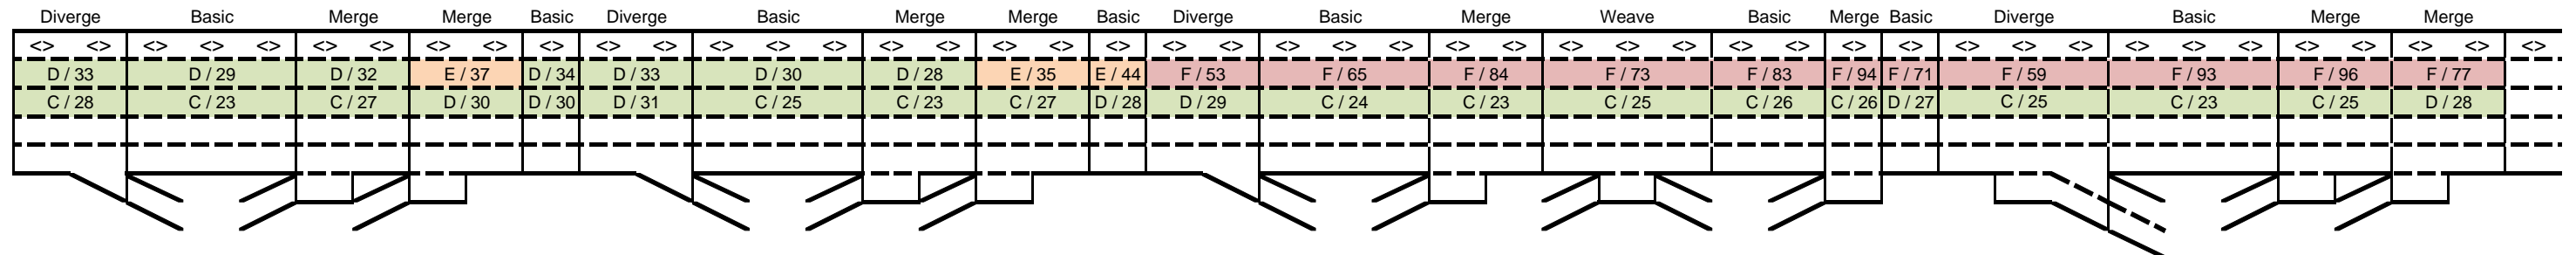 Diverge Basic Merge Merge Basic Diverge Basic Merge Merge Basic Diverge Basic Merge Weave Basic Merge Basic Diverge Basic Merge Merge
<> <> <> <> <> <> <> <> <> <> <> <> <> <> <> <> <> <> <> <> <> <> <> <> <> <> <> <> <> <> <> <> <> <> <> <> <> <> <> <> <> <> <> <> <> <>
D / 33 D / 29 D / 32 E / 37 D / 34 D / 33 D / 30 D / 28 E / 35 E / 44 F / 53 F / 65 F / 84 F / 73 F / 83 F / 94 F / 71 F / 59 F / 93 F / 96 F / 77
C / 28 C / 23 C / 27 D / 30 D / 30 D / 31 C / 25 C / 23 C / 27 D / 28 D / 29 C / 24 C / 23 C / 25 C / 26 C / 26 D / 27 C / 25 C / 23 C / 25 D / 28